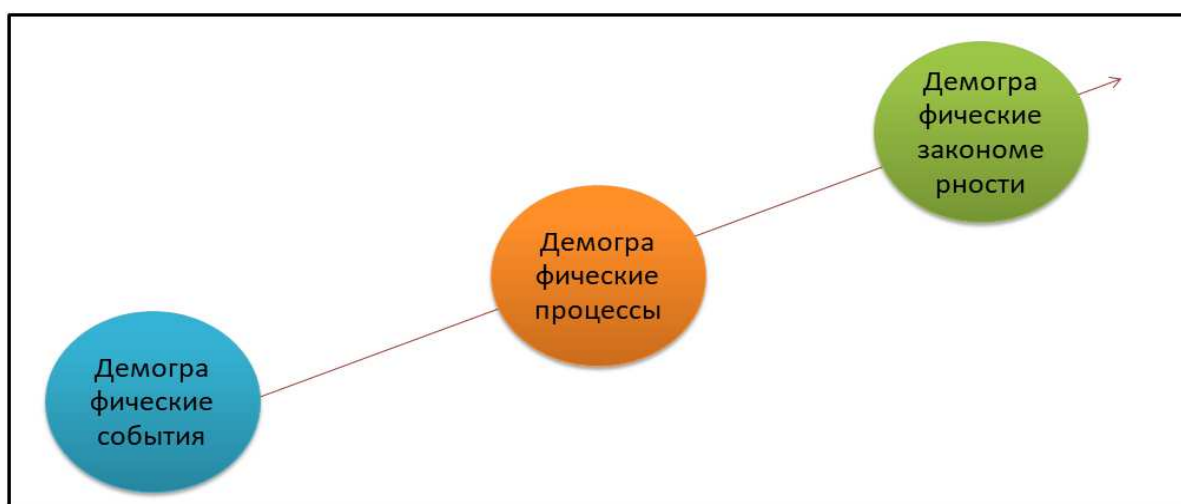 Демогра
фические
события
Демогра
фические
процессы
Демогра
фические
закономе
рности